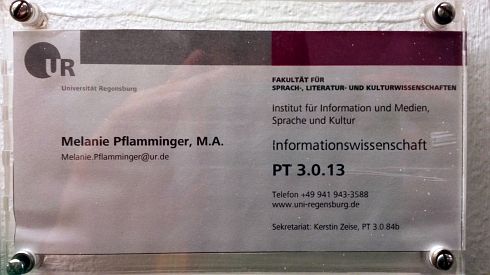 UR
Universität Regensburg
FAKULTÄT FÜR
SPRACH-, LITERATUR- UND KULTURWISSENSCHAFTEN
Institut für Information und Medien,
Sprache und Kultur
Melanie Pflamminger, M.A.
Melanie.Pflamminger@ur.de
Informationswissenschaft
PT 3.0.13
Telefon +49 941 943-3588
www.uni-regensburg.de
Sekretariat: Kerstin Zeise, PT 3.0.84b